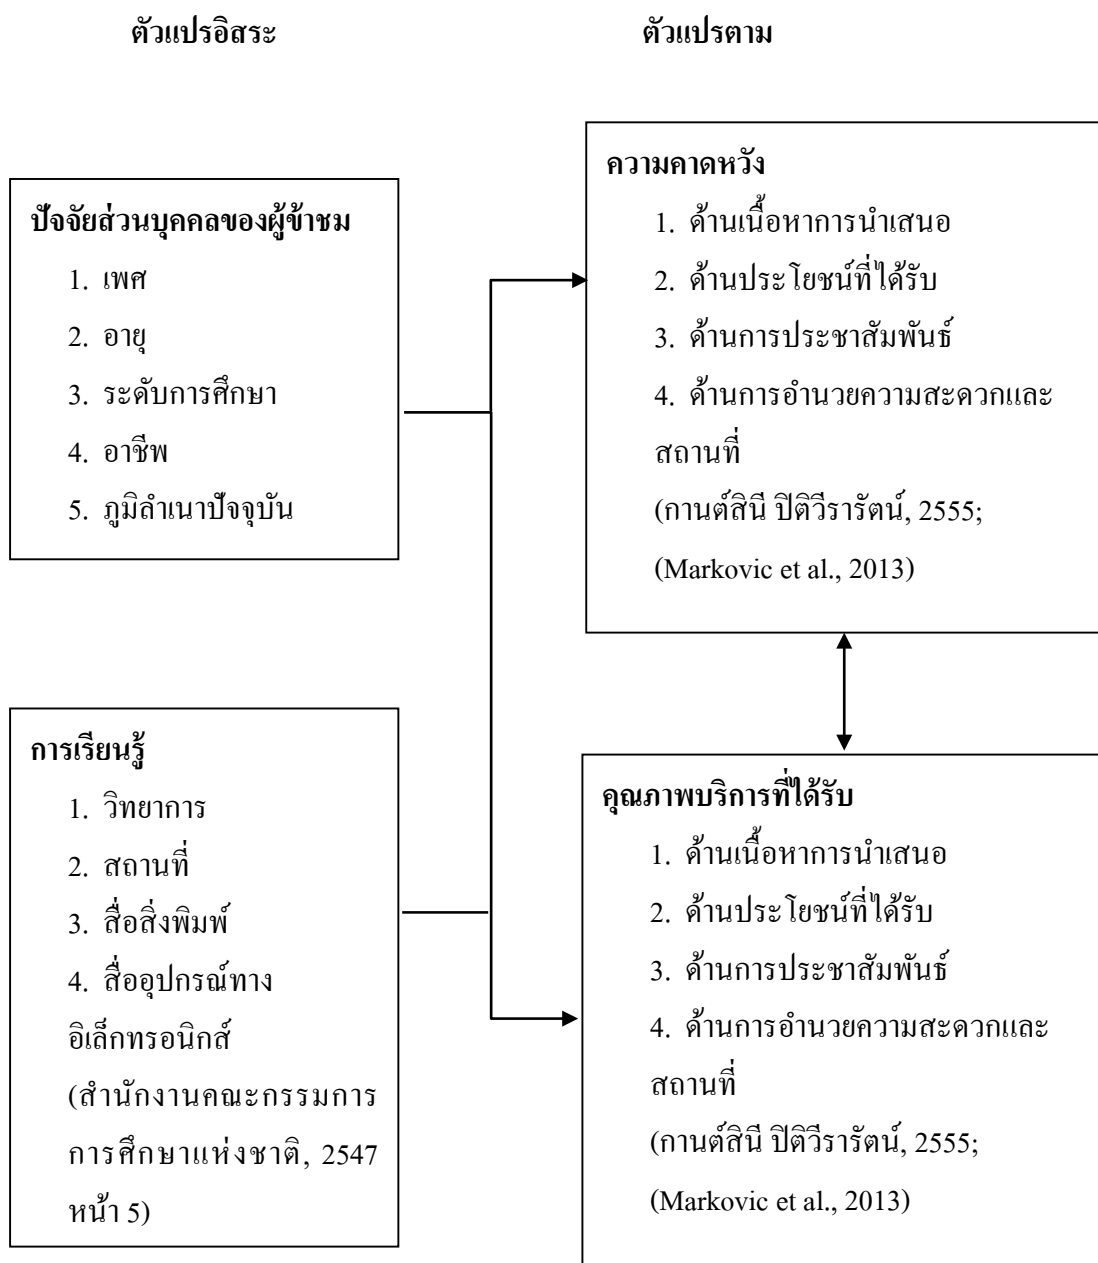 ตัวแปรอิสระ
ตัวแปรตาม
ปัจจัยส่วนบุคคลของผู้ข้าชม
1. เพศ
2. อายุ
3. ระดับการศึกษา
4. อาชีพ
5. ภูมิลำเนาปัจจุบัน
การเรียนรู้
1. วิทยาการ
2. สถานที่
3. สื่อสิ่งพิมพ์
4. สื่ออุปกรณ์ทาง
อิเล็กทรอนิกส์
(สำนักงานคณะกรรมการ
การศึกษาแห่งชาติ, 2547
หน้า 5)
ความคาดหวัง
1. ด้านเนื้อหาการนำเสนอ
2. ด้านประโยชน์ที่ได้รับ
3. ด้านการประชาสัมพันธ์
4. ด้านการอำนวยความสะดวกและ
สถานที่
(กานต์สินี ปิติวีรารัตน์, 2555;
(Markovic et al., 2013)
คุณภาพบริการที่ได้รับ
1. ด้านเนื้อหาการนำเสนอ
2. ด้านประโยชน์ที่ได้รับ
3. ด้านการประชาสัมพันธ์
4. ด้านการอำนวยความสะดวกและ
สถานที่
(กานต์สินี ปิติวีรารัตน์, 2555;
(Markovic et al., 2013)